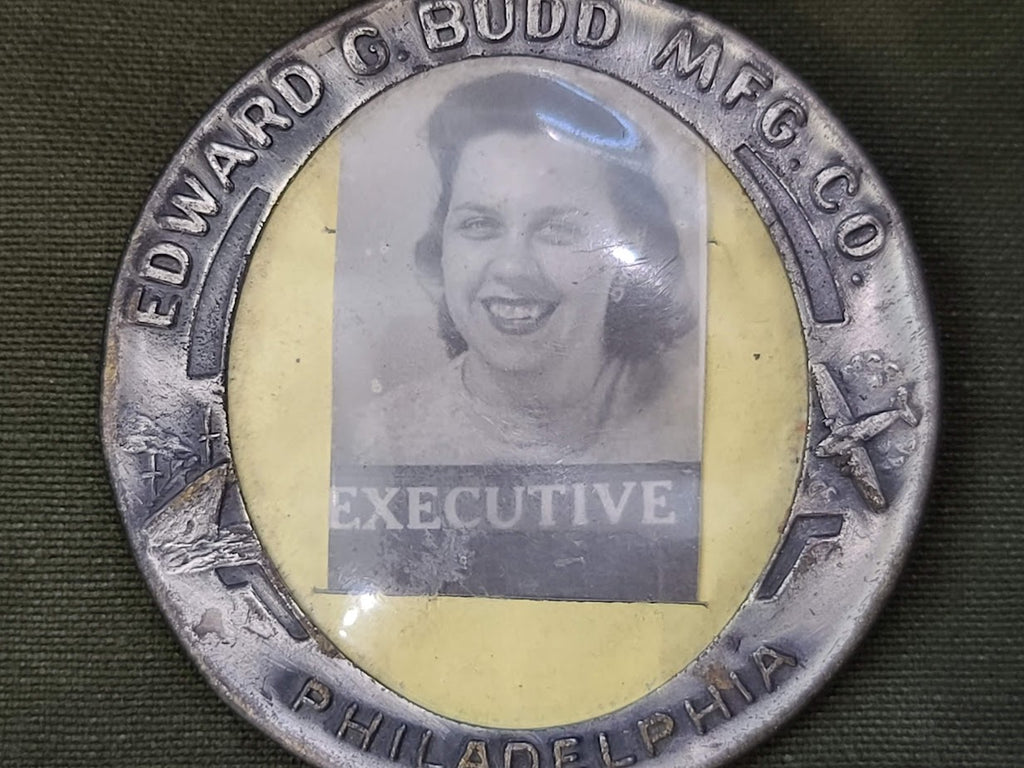 EDWARD G. BUDD MFG. CO.
EXECUTIVE
PHILADELPHIA